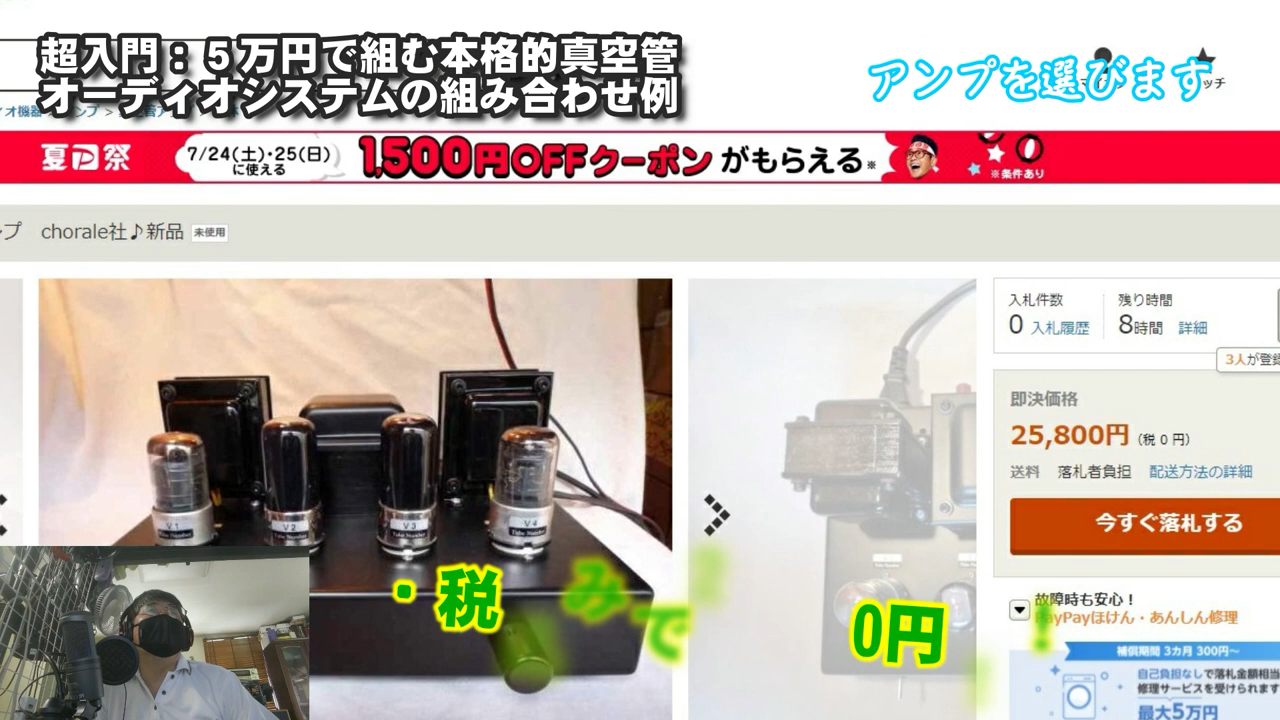 超入門：５万円で組む本格的真空管
オーディオシステムの組み合わせ例
アンプを選びます
夏P祭
7/24(土)・25(日)
に使える
1,500円OFFクーポン がもらえる※
※条件あり
chorale社♪新品 未使用
入札件数
0 入札履歴
残り時間
8時間 詳細
3人が登録
即決価格
25,800円 (税 0 円)
送料 落札者負担 配送方法の詳細
今すぐ落札する
V 1
V 2
V 3
V 4
Tube Number
・税
みで
0円
！
故障時も安心！
PayPayほけん・あんしん修理
補償期間 3カ月 300円～
自己負担なしで落札金額相当
修理サービスを受けられます
最大5万円